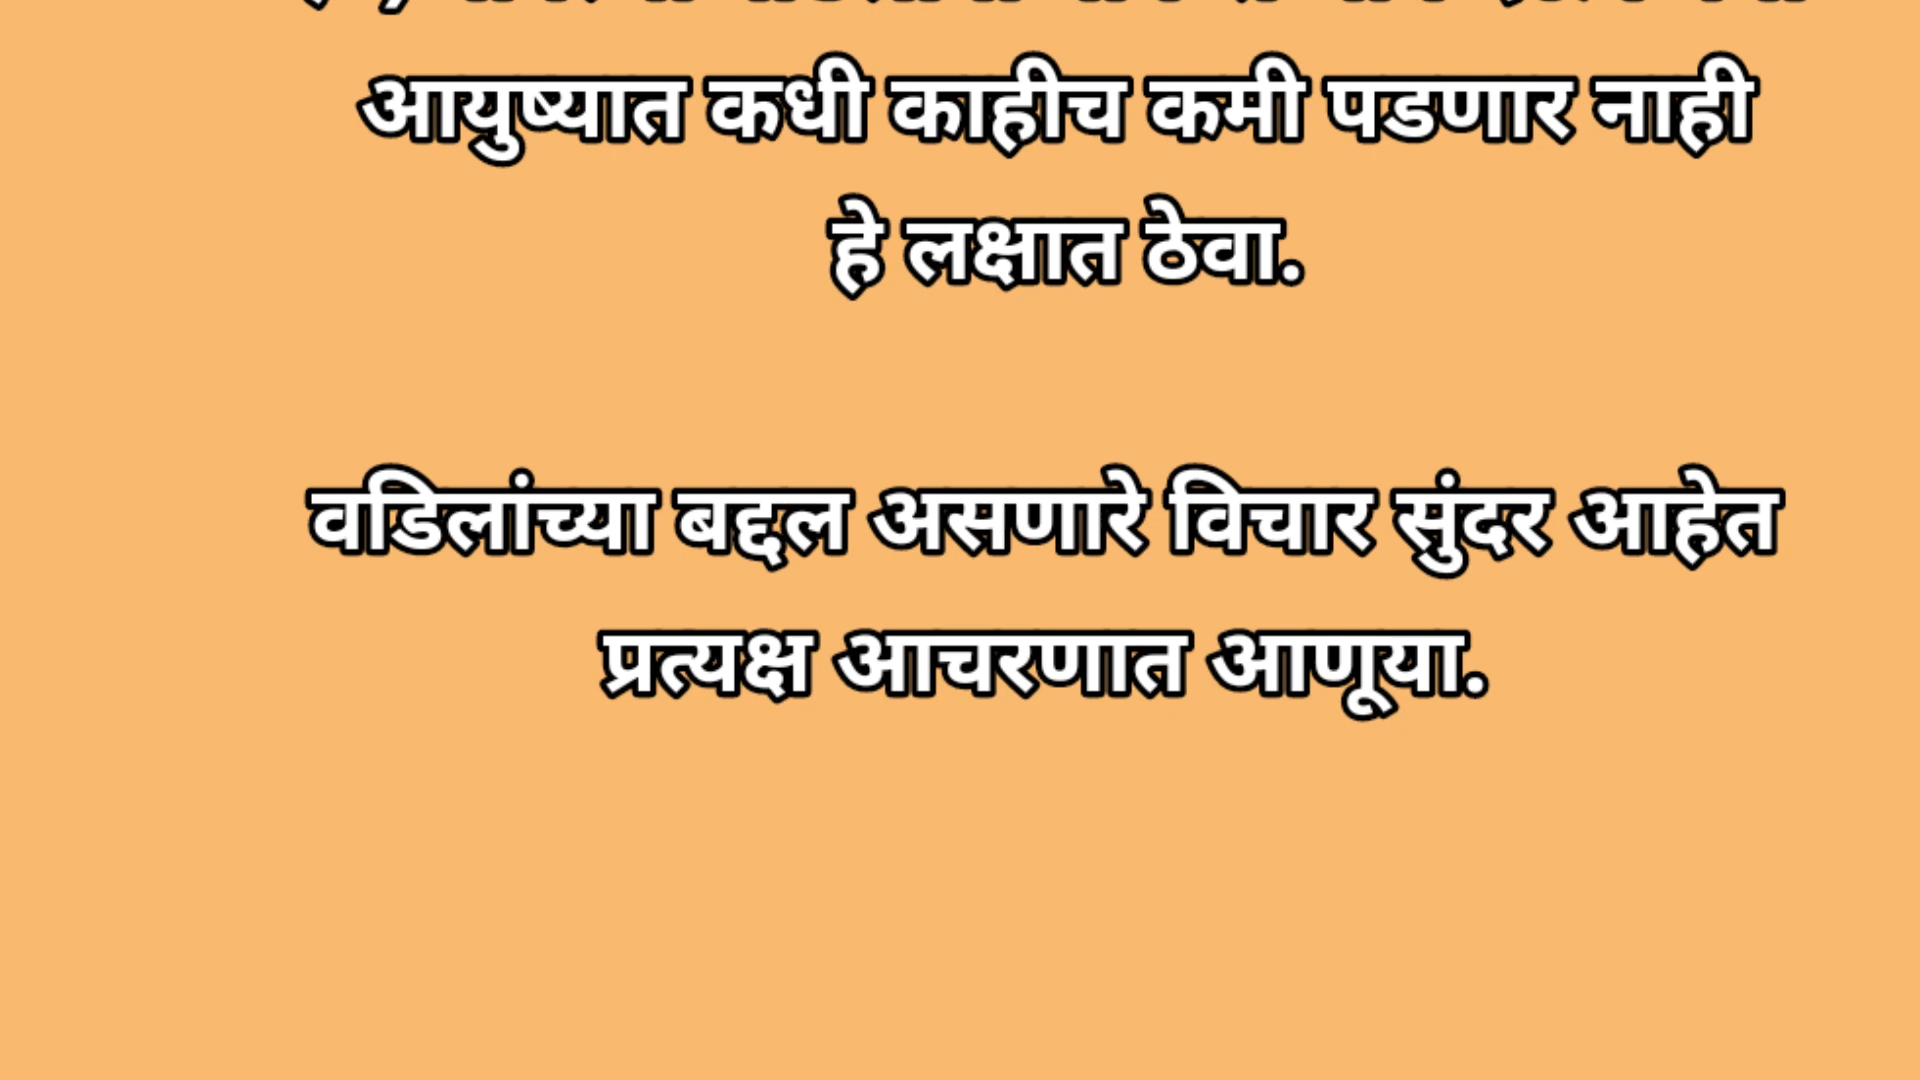 आयुष्यात कधी काहीच कमी पडणार नाही
हे लक्षात ठेवा.
वडिलांच्या बद्दल असणारे विचार सुंदर आहेत
प्रत्यक्ष आचरणात आणूया.